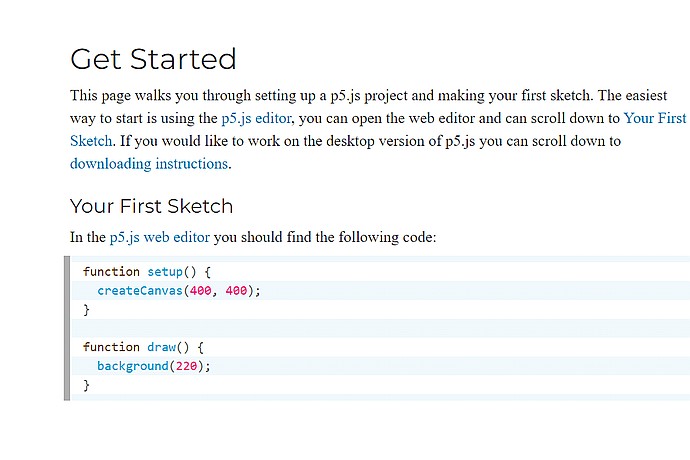 Get Started
This page walks you through setting up a p5.js project and making your first sketch. The easiest
way to start is using the p5.js editor, you can open the web editor and can scroll down to Your First
Sketch. If you would like to work on the desktop version of p5.js you can scroll down to
downloading instructions.
Your First Sketch
In the p5.js web editor you should find the following code:
function setup() {
  createCanvas(400, 400);
}
function draw() {
  background(220);
}